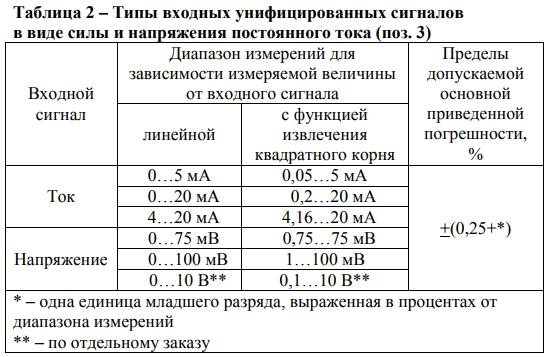 Таблица 2 – Типы входных унифицированных сигналов
в виде силы и напряжения постоянного тока (поз. 3)
Входной
сигнал
Диапазон измерений для
зависимости измеряемой величины
от входного сигнала
линейной
с функцией
извлечения
квадратного корня
Пределы
допускаемой
основной
приведенной
погрешности,
%
Ток
0…5 мА
0,05…5 мА
0…20 мА
0,2…20 мА
4…20 мА
4,16…20 мА
Напряжение
0…75 мВ
0,75…75 мВ
0…100 мВ
1…100 мВ
0…10 В**
0,1…10 В**
±(0,25+*)
* – одна единица младшего разряда, выраженная в процентах от
диапазона измерений
** – по отдельному заказу